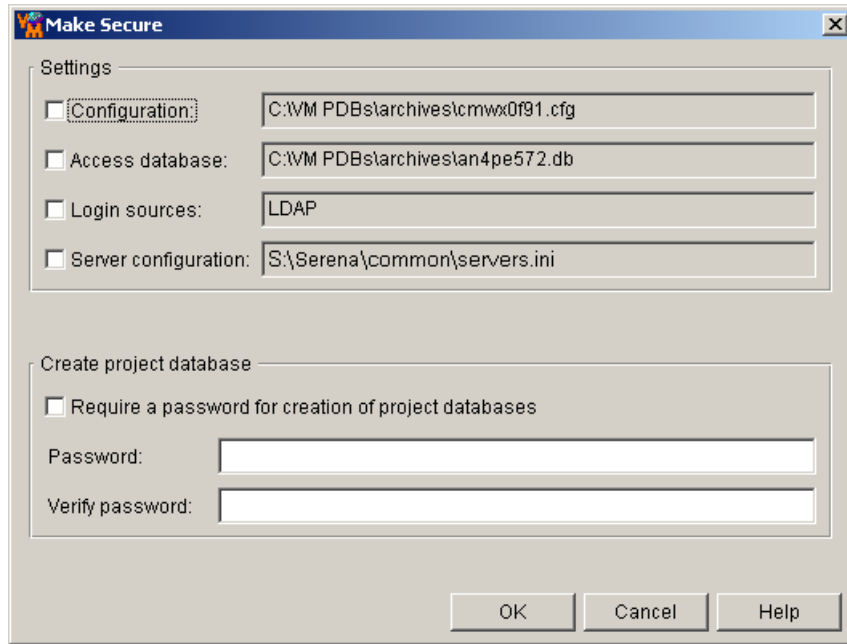 VM Make Secure
Settings
Configuration: C:\VM PDBs\archives\cmwx0f91.cfg
Access database: C:\VM PDBs\archives\an4pe572.db
Login sources: LDAP
Server configuration: S:\Serena\common\servers.ini
Create project database
Require a password for creation of project databases
Password:
Verify password:
OK Cancel Help